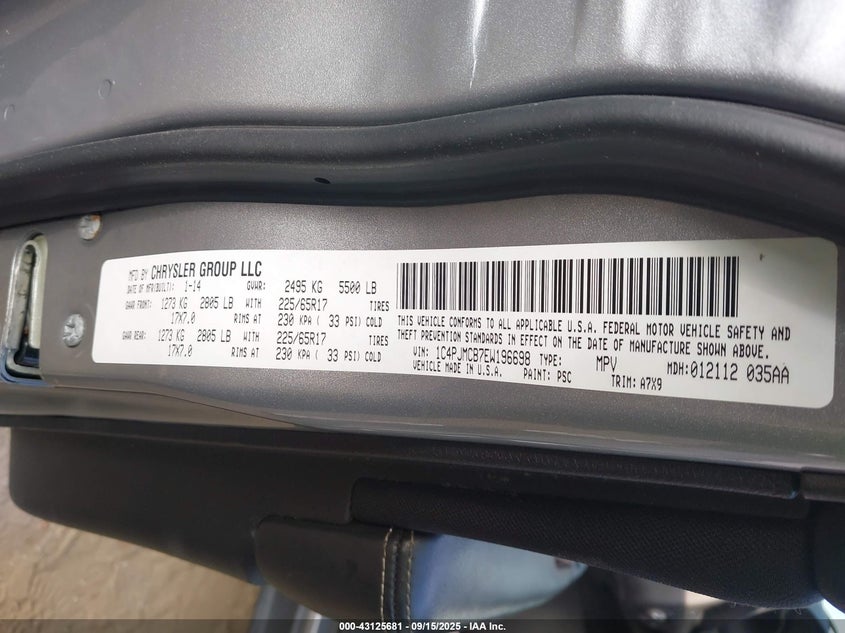 MFD BY CHRYSLER GROUP LLC
DATE OF MFR(BUILT): 1-14 GVWR: 2495 KG 5500 LB
GAWR FRONT: 1273 KG 2805 LB WITH 225/65R17 TIRES
17X7.0 RIMS AT 230 KPA ( 33 PSI) COLD
GAWR REAR: 1273 KG 2805 LB WITH 225/65R17 TIRES
17X7.0 RIMS AT 230 KPA ( 33 PSI) COLD
THIS VEHICLE CONFORMS TO ALL APPLICABLE U.S.A. FEDERAL MOTOR VEHICLE SAFETY AND
THEFT PREVENTION STANDARDS IN EFFECT ON THE DATE OF MANUFACTURE SHOWN ABOVE.
VIN: 1C4PJMCB7EW196698 TYPE: MPV MDH:012112 035AA
VEHICLE MADE IN U.S.A. PAINT: PSC TRIM: A7X9
000-43125681 - 09/15/2025 - IAA Inc.